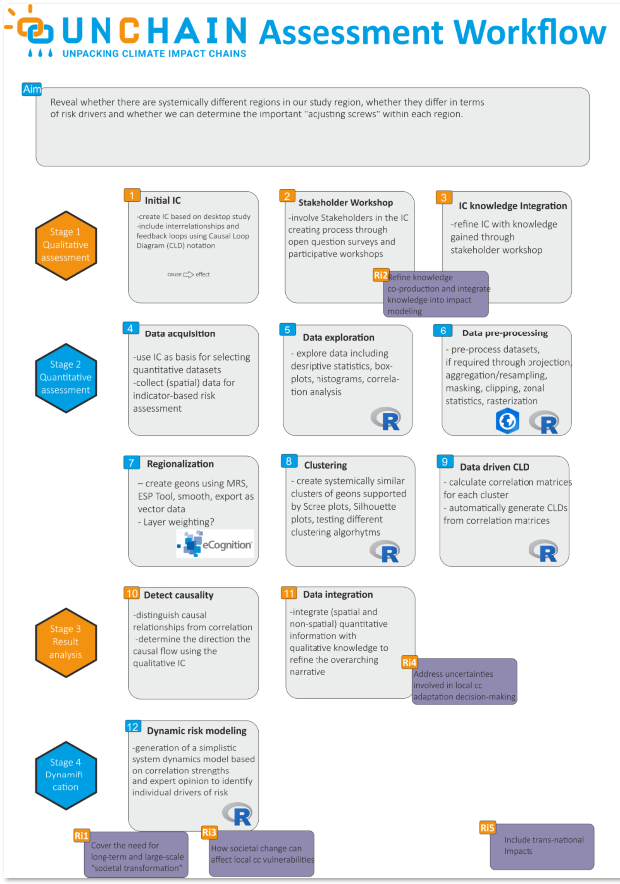 UNCHAIN Assessment Workflow
UNPACKING CLIMATE IMPACT CHAINS
Aim
Reveal whether there are systemically different regions in our study region, whether they differ in terms
of risk drivers and whether we can determine the important "adjusting screws" within each region.
Stage 1
Qualitative
assessment
1
Initial IC
-create IC based on desktop study
-include interrelationships and
feedback loops using Causal Loop
Diagram (CLD) notation
cause effect
2
Stakeholder Workshop
-involve Stakeholders in the IC
creating process through
open question surveys and
participative workshops
3
IC knowledge Integration
-refine IC with knowledge
gained through
stakeholder workshop
Ri2
Refine knowledge
co-production and integrate
knowledge into impact
modeling
Stage 2
Quantitative
assessment
4
Data acquisition
-use IC as basis for selecting
quantitative datasets
-collect (spatial) data for
indicator-based risk
assessment
5
Data exploration
- explore data including
desriptive statistics, box-
plots, histograms, correla-
tion analysis
R
6
Data pre-processing
- pre-process datasets,
if required through projection,
aggregation/resampling,
masking, clipping, zonal
statistics, rasterization
R
7
Regionalization
– create geons using MRS,
ESP Tool, smooth, export as
vector data
- Layer weighting?
eCognition®
8
Clustering
- create systemically similar
clusters of geons supported
by Scree plots, Silhouette
plots, testing different
clustering algorhytms
R
9
Data driven CLD
- calculate correlation matrices
for each cluster
- automatically generate CLDs
from correlation matrices
R
Stage 3
Result
analysis
10
Detect causality
-distinguish causal
relationships from correlation
-determine the direction the
causal flow using the
qualitative IC
11
Data integration
-integrate (spatial and
non-spatial) quantitative
information with
qualitative knowledge to
refine the overarching
narrative
Ri4
Address uncertainties
involved in local cc
adaptation decision-making
Stage 4
Dynamifi
cation
12
Dynamic risk modeling
-generation of a simplistic
system dynamics model based
on correlation strengths
and expert opinion to identify
individual drivers of risk
R
Ri1
Cover the need for
long-term and large-scale
"societal transformation"
Ri3
How societal change can
affect local cc vulnerabilities
Ri5
Include trans-national
Impacts